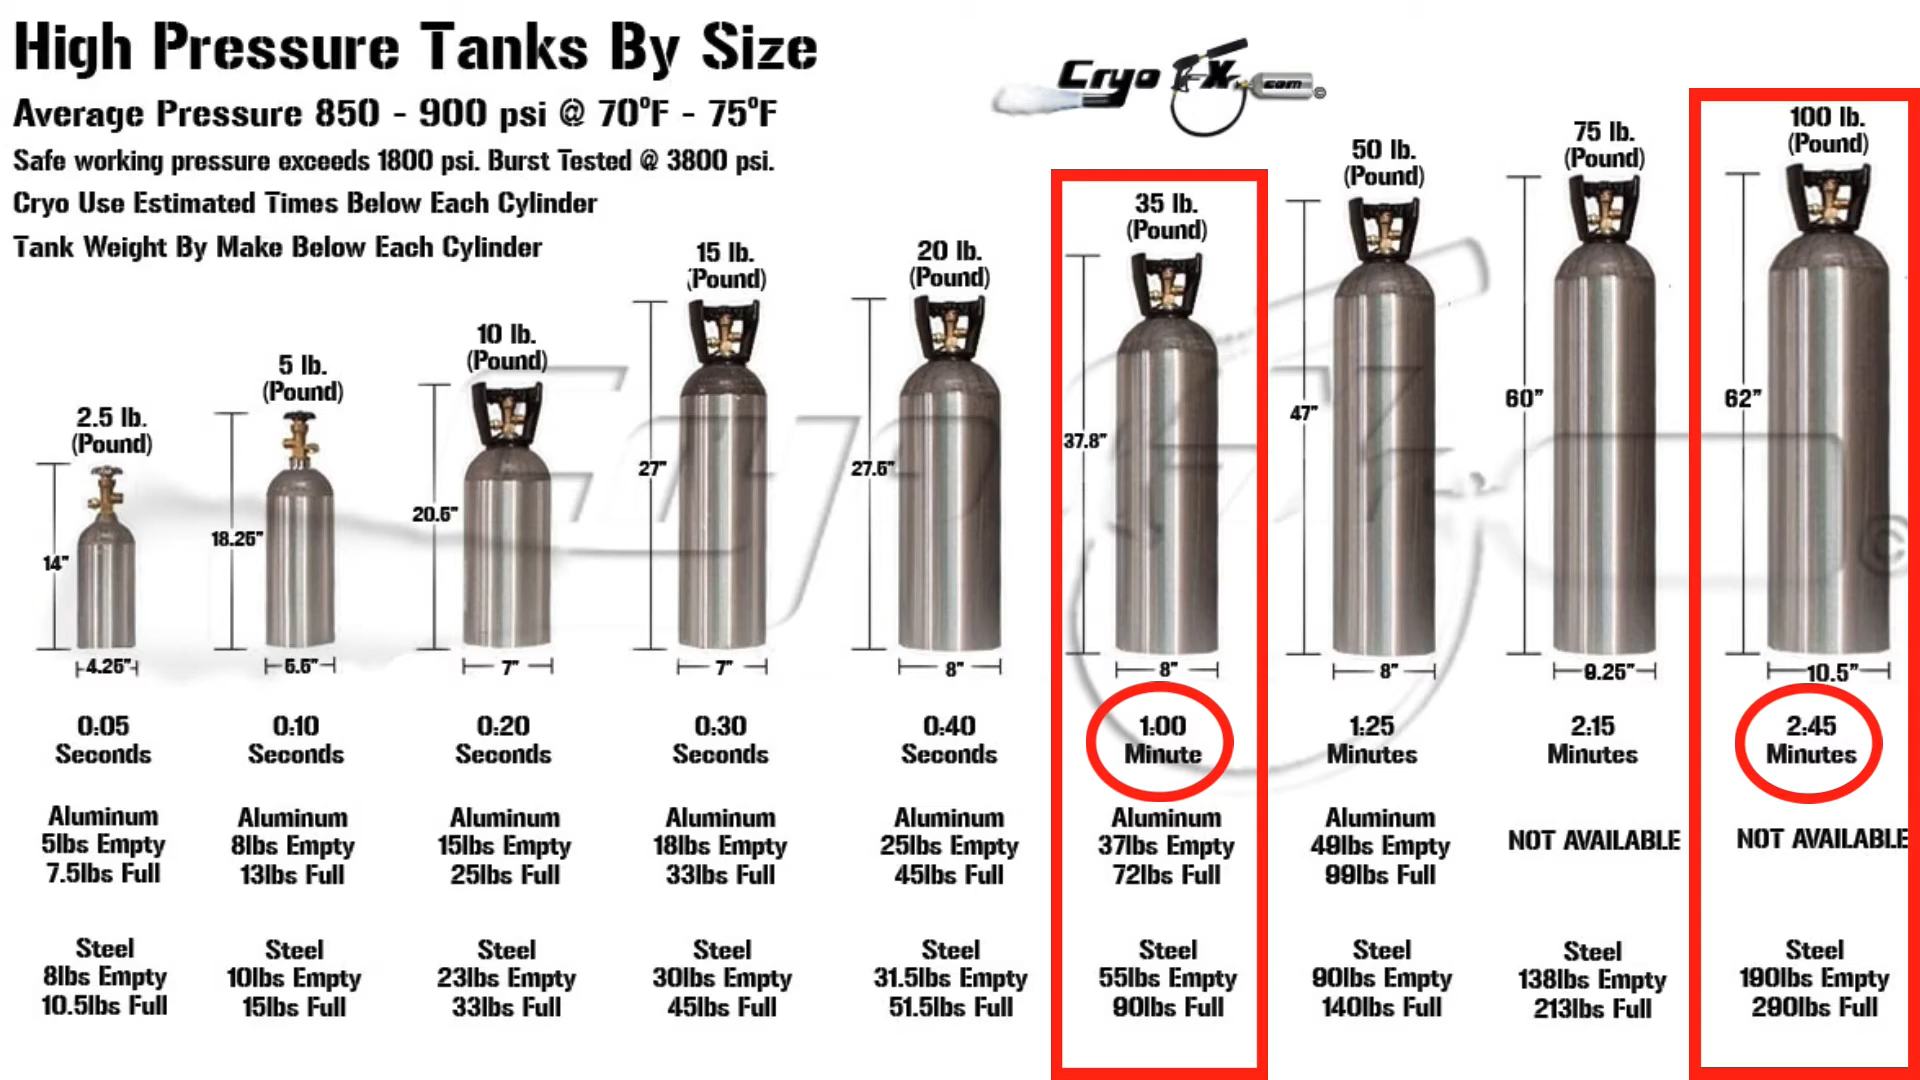 High Pressure Tanks By Size
Average Pressure 850 - 900 psi @ 70°F - 75°F
Safe working pressure exceeds 1800 psi. Burst Tested @ 3800 psi.
Cryo Use Estimated Times Below Each Cylinder
Tank Weight By Make Below Each Cylinder
Cryo FX .com ©
2.5 lb.
(Pound)
14"
4.25"
0:05
Seconds
Aluminum
5lbs Empty
7.5lbs Full
Steel
8lbs Empty
10.5lbs Full
5 lb.
(Pound)
18.25"
5.5"
0:10
Seconds
Aluminum
8lbs Empty
13lbs Full
Steel
10lbs Empty
15lbs Full
10 lb.
(Pound)
20.5"
7"
0:20
Seconds
Aluminum
15lbs Empty
25lbs Full
Steel
23lbs Empty
33lbs Full
15 lb.
(Pound)
27"
7"
0:30
Seconds
Aluminum
18lbs Empty
33lbs Full
Steel
30lbs Empty
45lbs Full
20 lb.
(Pound)
27.5"
8"
0:40
Seconds
Aluminum
25lbs Empty
45lbs Full
Steel
31.5lbs Empty
51.5lbs Full
35 lb.
(Pound)
37.8"
8"
1:00
Minute
Aluminum
37lbs Empty
72lbs Full
Steel
55lbs Empty
90lbs Full
50 lb.
(Pound)
47"
8"
1:25
Minutes
Aluminum
49lbs Empty
99lbs Full
Steel
90lbs Empty
140lbs Full
75 lb.
(Pound)
60"
9.25"
2:15
Minutes
NOT AVAILABLE
Steel
138lbs Empty
213lbs Full
100 lb.
(Pound)
62"
10.5"
2:45
Minutes
NOT AVAILABLE
Steel
190lbs Empty
290lbs Full
Cryo FX ©